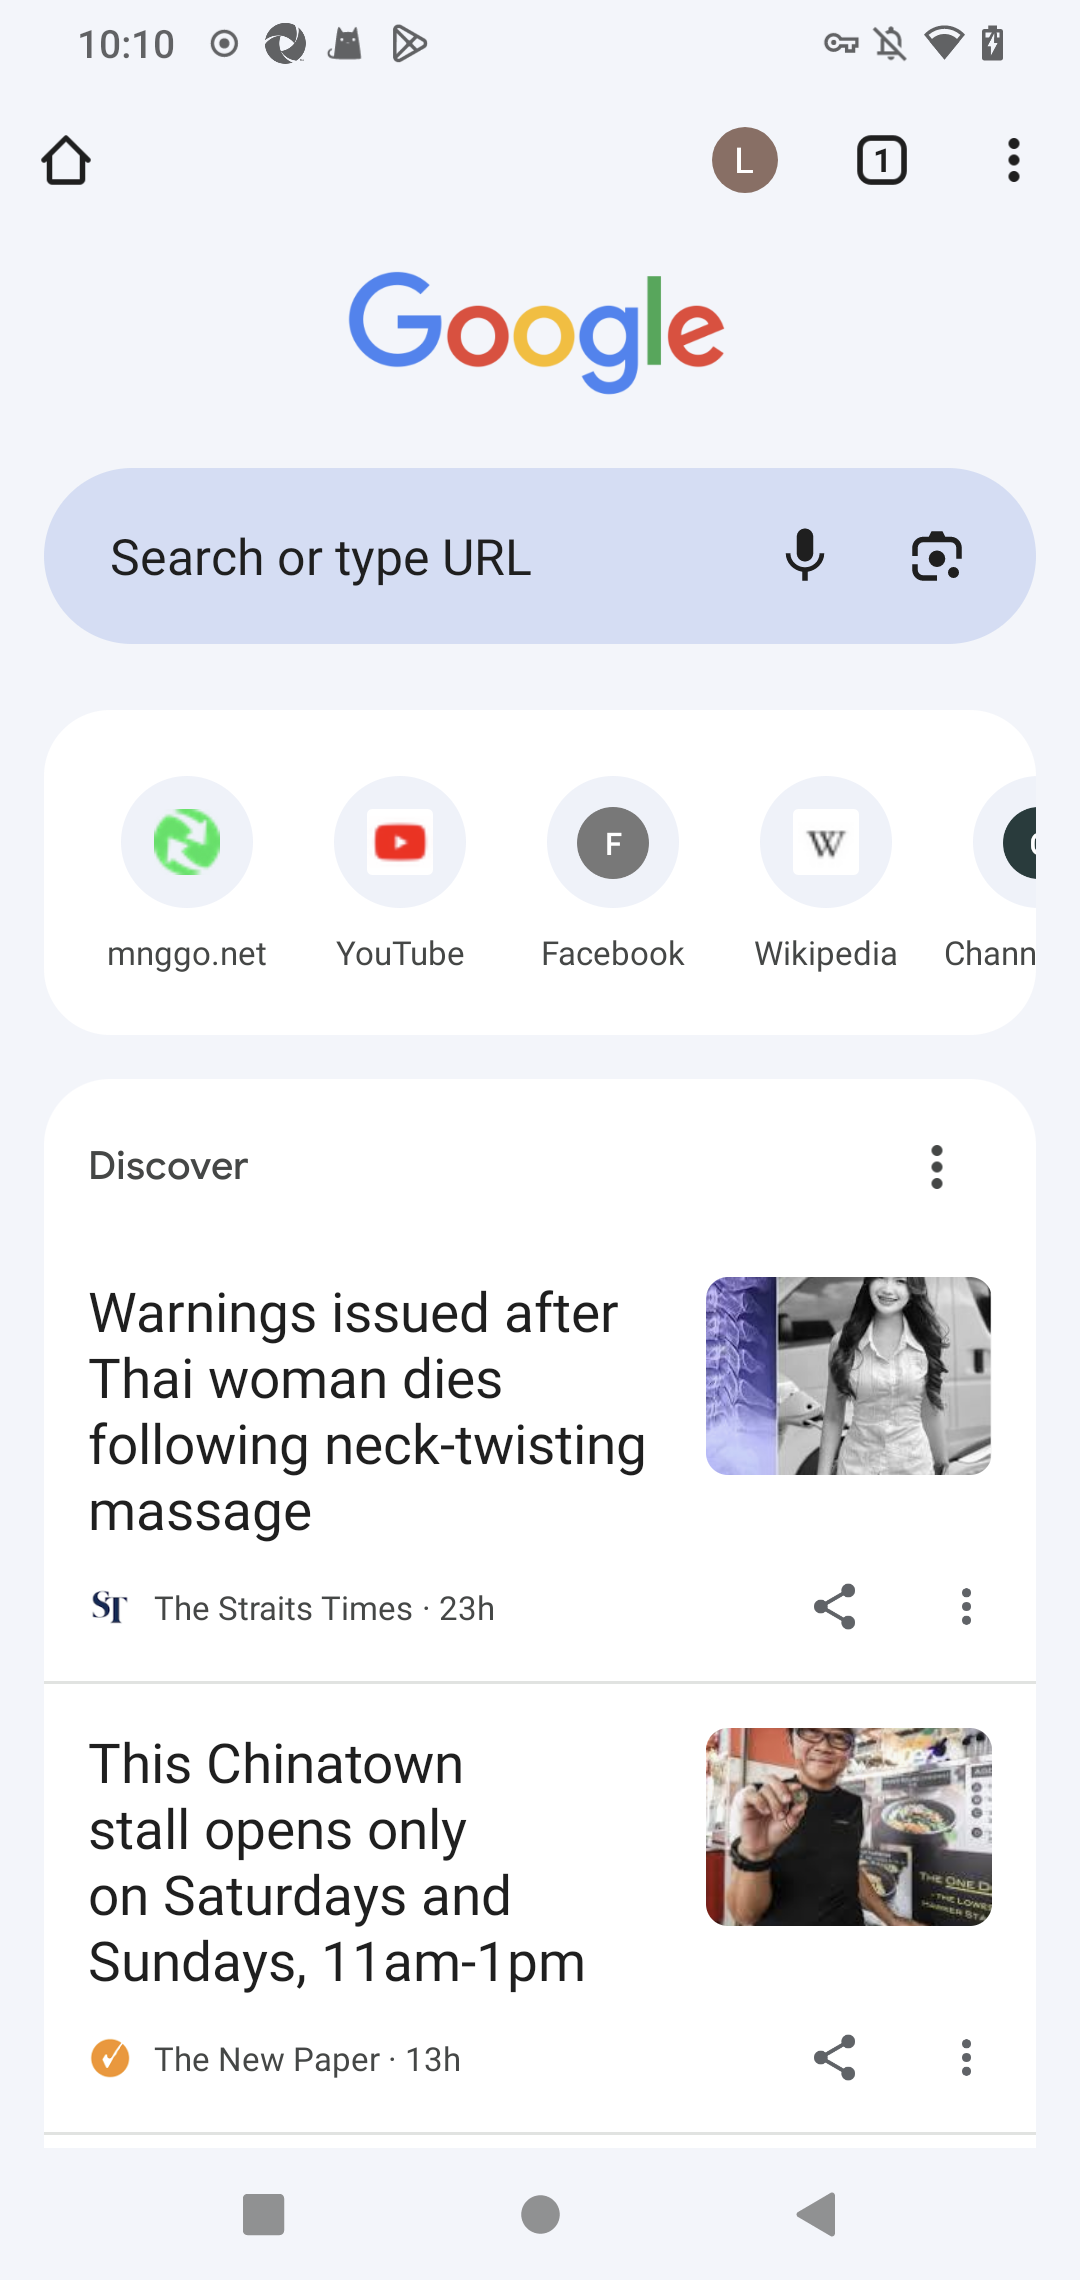 10:10
L
1
Google
Search or type URL
F
W
mnggo.net
YouTube
Facebook
Wikipedia
Chann
Discover
Warnings issued after
Thai woman dies
following neck-twisting
massage
ST
The Straits Times · 23h
This Chinatown
stall opens only
on Saturdays and
Sundays, 11am-1pm
THE ONE D
The New Paper · 13h